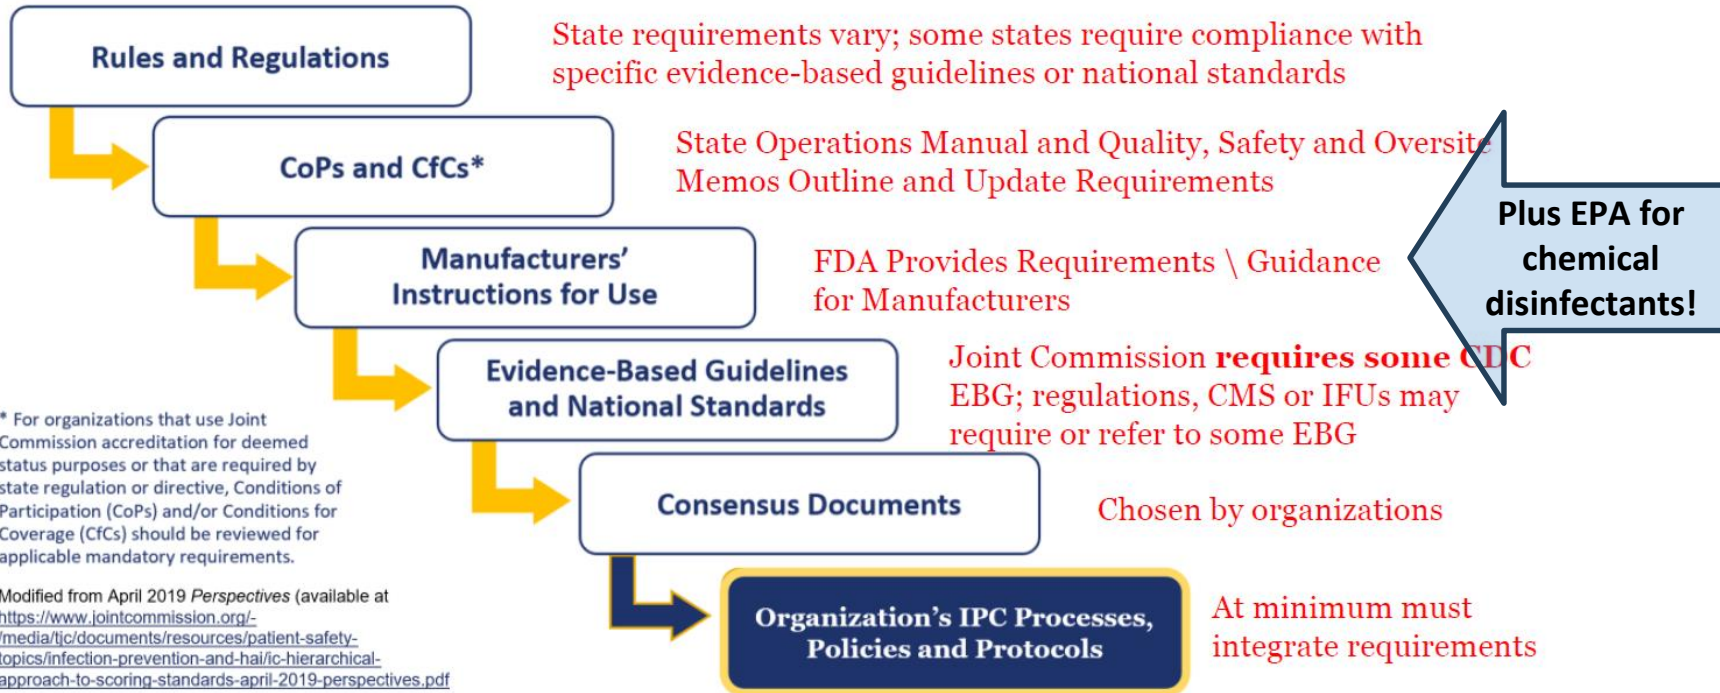 Rules and Regulations
State requirements vary; some states require compliance with
specific evidence-based guidelines or national standards
CoPs and CfCs*
State Operations Manual and Quality, Safety and Oversite
Memos Outline and Update Requirements
Plus EPA for
chemical
disinfectants!
Manufacturers'
Instructions for Use
FDA Provides Requirements \ Guidance
for Manufacturers
Evidence-Based Guidelines
and National Standards
Joint Commission requires some CDC
EBG; regulations, CMS or IFUs may
require or refer to some EBG
* For organizations that use Joint
Commission accreditation for deemed
status purposes or that are required by
state regulation or directive, Conditions of
Participation (CoPs) and/or Conditions for
Coverage (CfCs) should be reviewed for
applicable mandatory requirements.
Consensus Documents
Chosen by organizations
Modified from April 2019 Perspectives (available at
https://www.jointcommission.org/-
/media/tjc/documents/resources/patient-safety-
topics/infection-prevention-and-hai/ic-hierarchical-
approach-to-scoring-standards-april-2019-perspectives.pdf
Organization's IPC Processes,
Policies and Protocols
At minimum must
integrate requirements